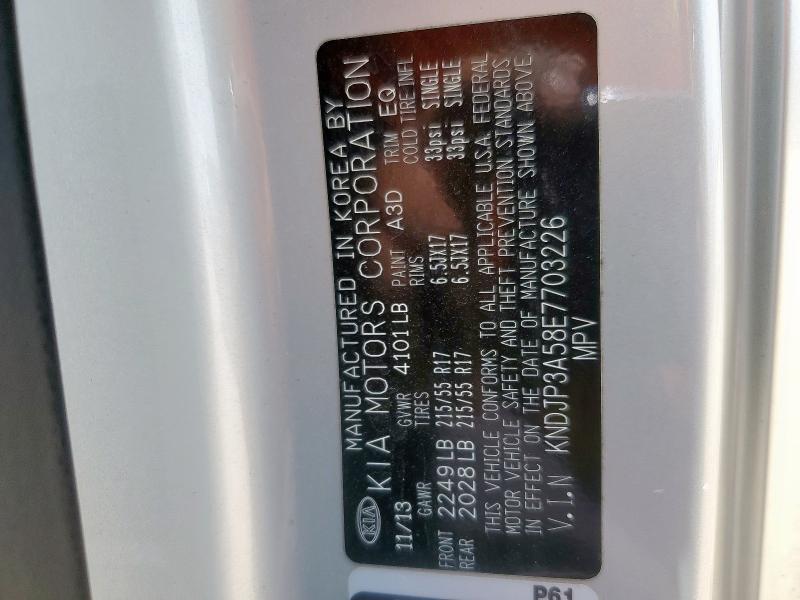 MANUFACTURED IN KOREA BY
KIA KIA MOTORS CORPORATION
11/13 GVWR 4101LB PAINT A3D TRIM EQ
GAWR TIRES RIMS COLD TIRE INFL
FRONT 2249LB 215/55 R17 6.5JX17 33psi SINGLE
REAR 2028LB 215/55 R17 6.5JX17 33psi SINGLE
THIS VEHICLE CONFORMS TO ALL APPLICABLE U.S.A. FEDERAL
MOTOR VEHICLE SAFETY AND THEFT PREVENTION STANDARDS
IN EFFECT ON THE DATE OF MANUFACTURE SHOWN ABOVE.
V.I.N KNDJP3A58E7703226
MPV
P61